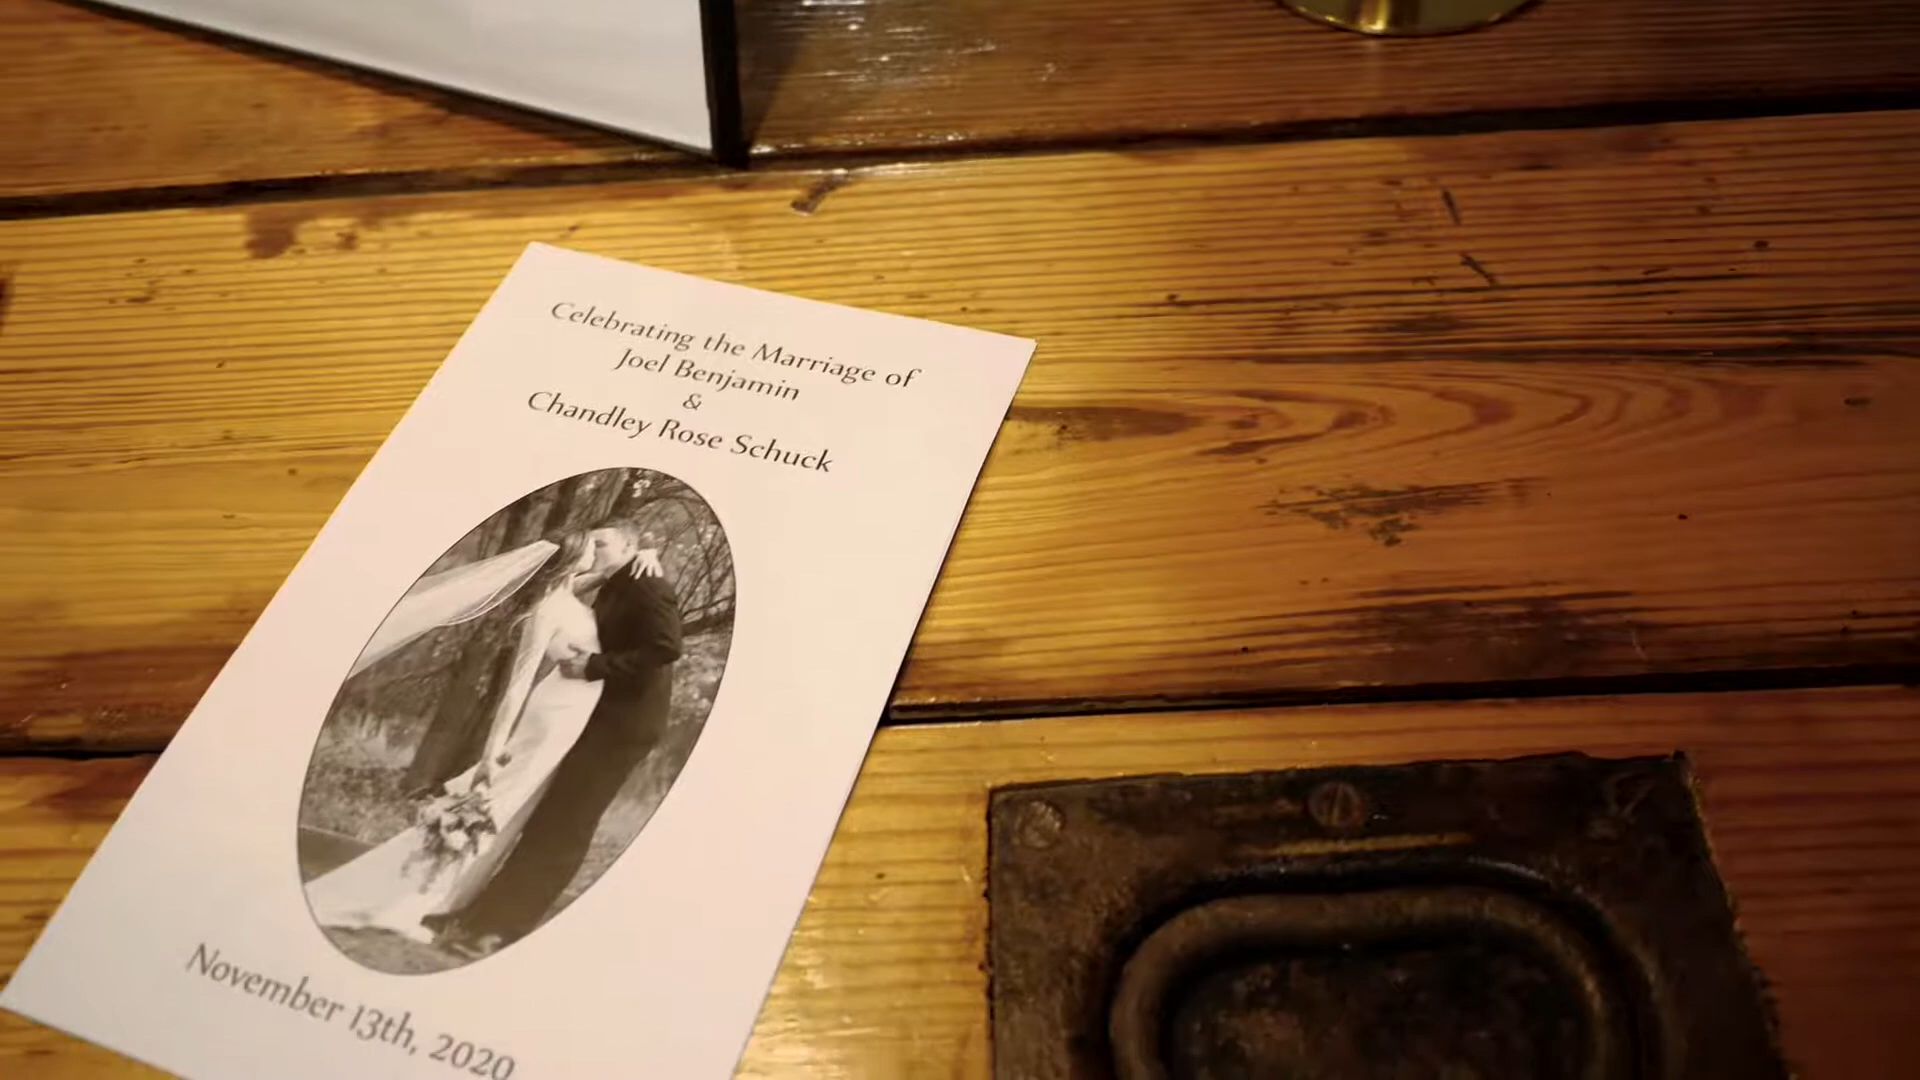 Celebrating the Marriage of
Joel Benjamin
&
Chandley Rose Schuck
November 13th, 2020